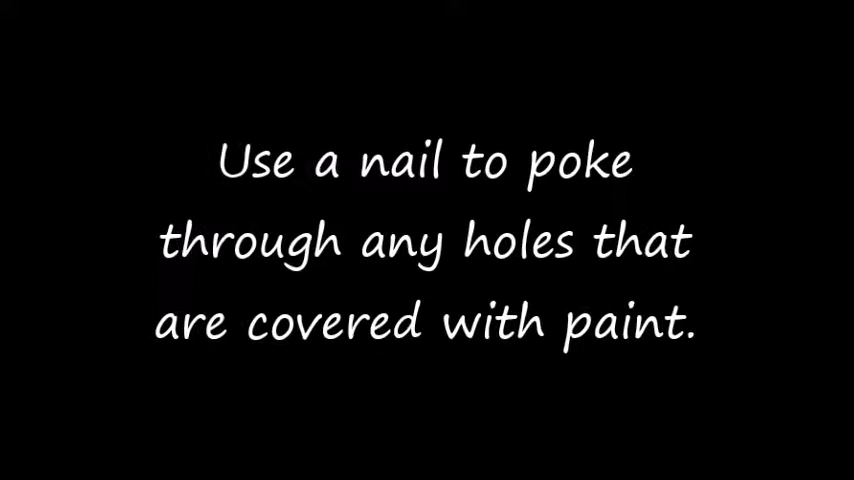 Use a nail to poke
through any holes that
are covered with paint.